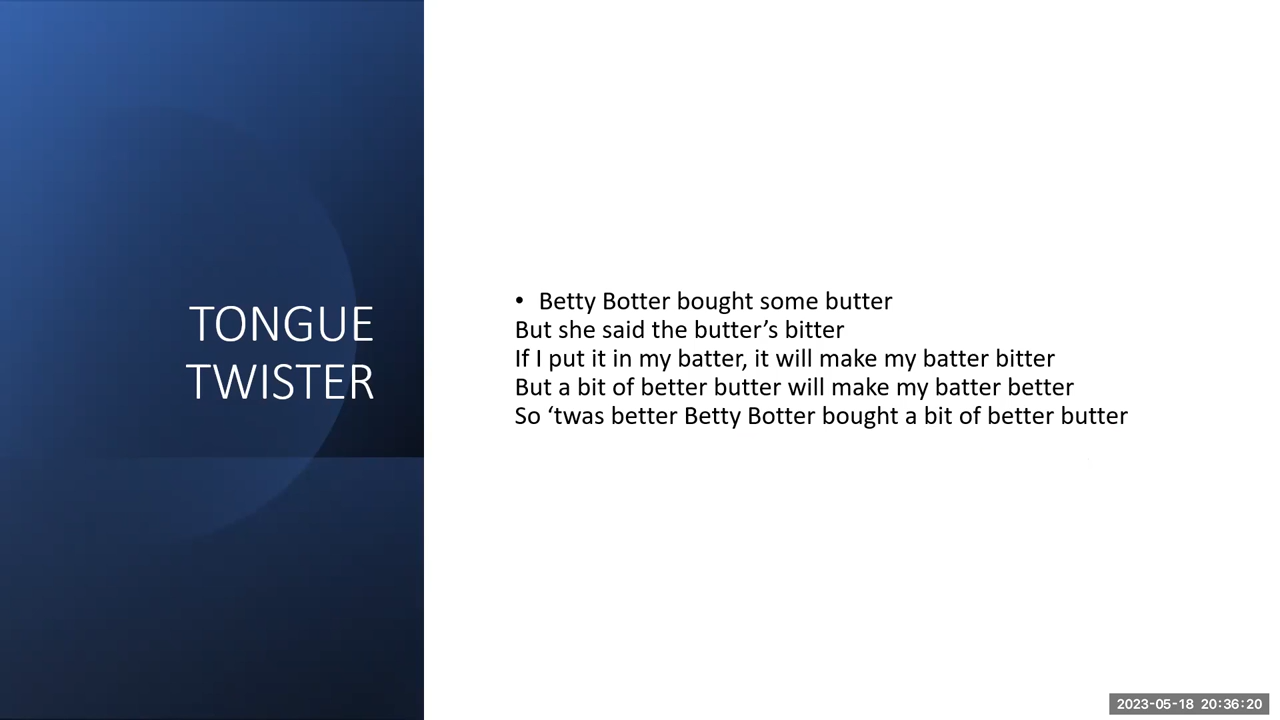 TONGUE
TWISTER
• Betty Botter bought some butter
But she said the butter’s bitter
If I put it in my batter, it will make my batter bitter
But a bit of better butter will make my batter better
So ‘twas better Betty Botter bought a bit of better butter
2023-05-18 20:36:20